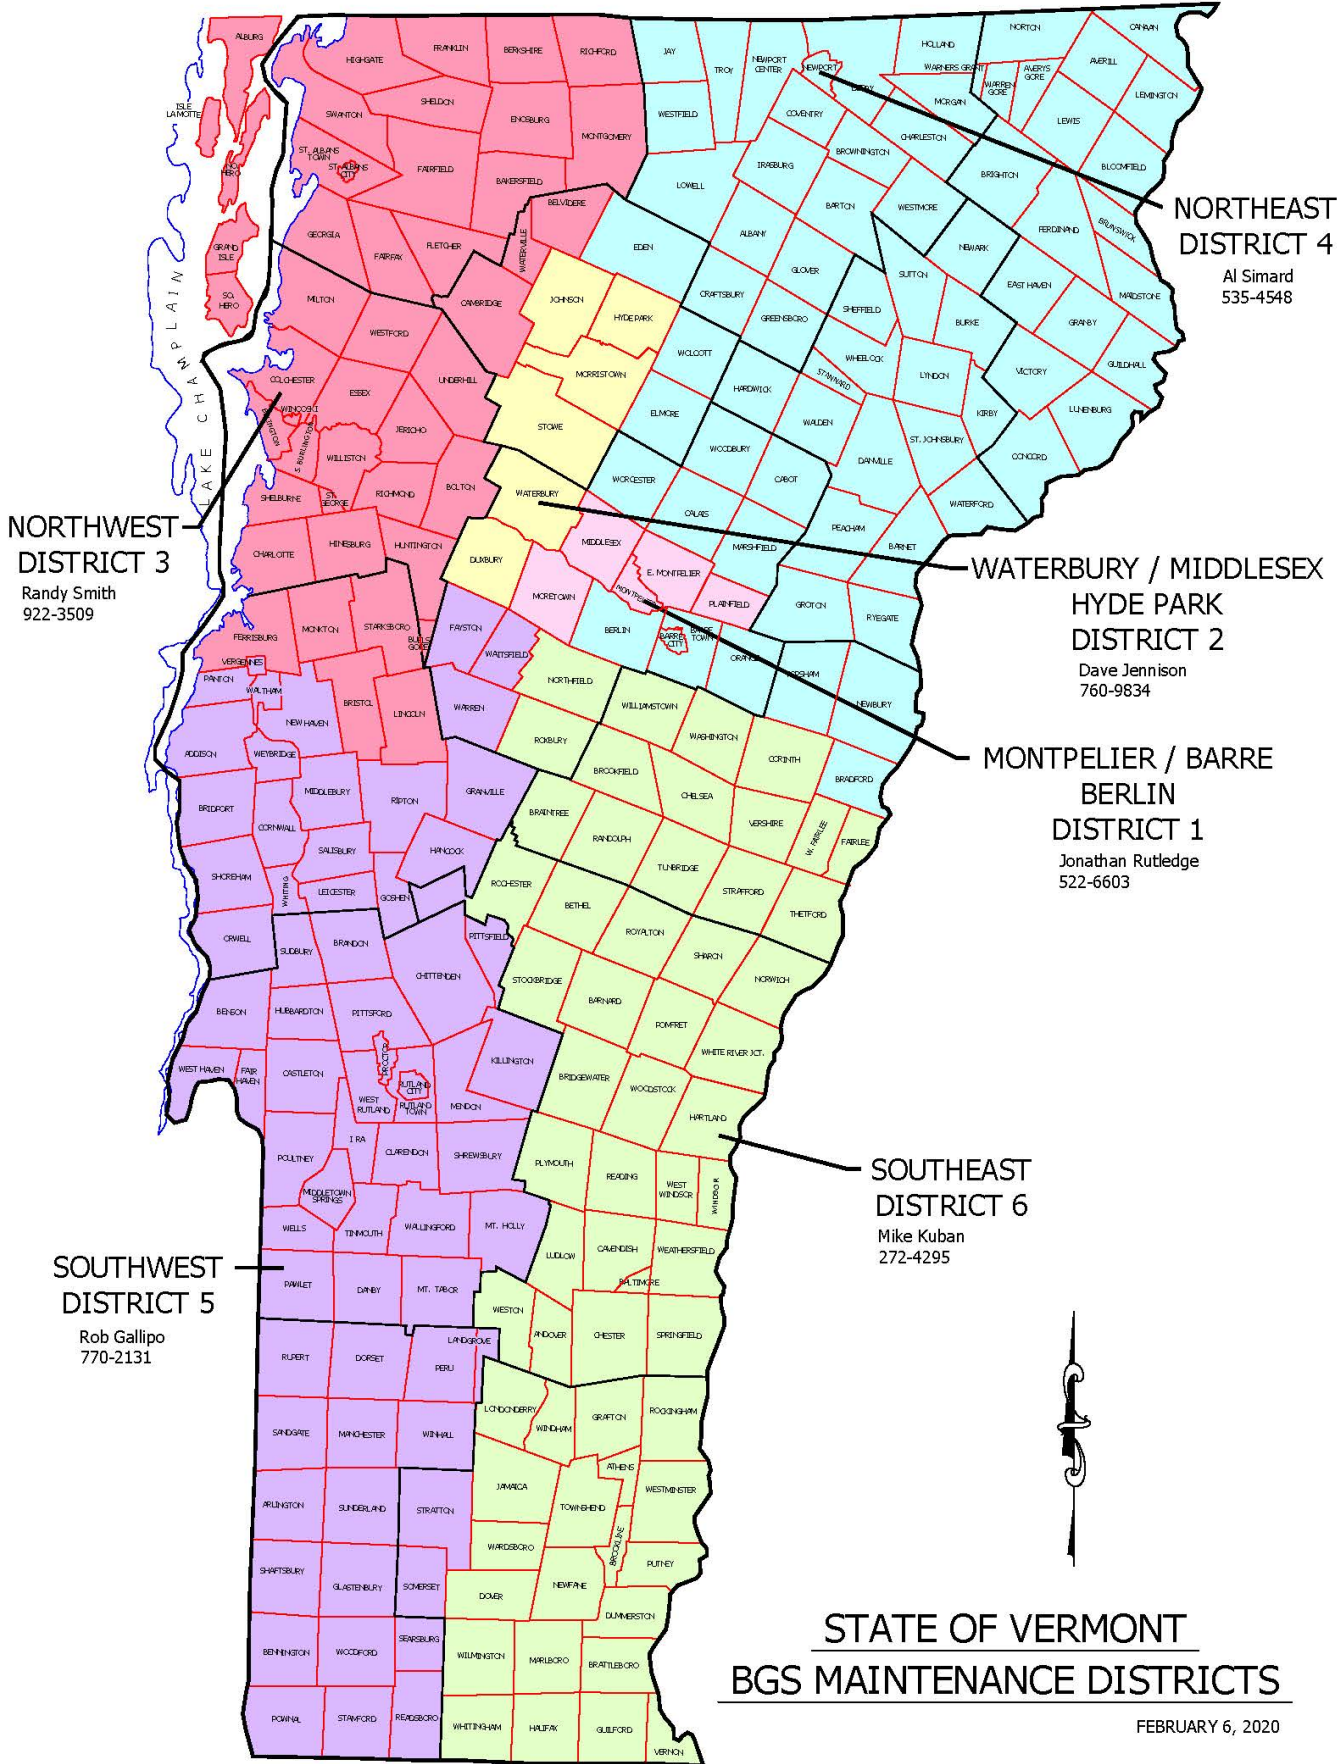 ALBURG
HIGHGATE
FRANKLIN
BERKSHIRE
RICHFORD
JAY
TROY
NEWPORT
CENTER
NEWPORT
HOLLAND
NORTON
CANAAN
WARNERS GRANT
AVERYS
GORE
AVERILL
WARREN
GORE
MORGAN
LEMINGTON
ISLE
LA MOTTE
SWANTON
SHELDON
ENOSBURG
MONTGOMERY
WESTFIELD
COVENTRY
CHARLESTON
LEWIS
ST. ALBANS
TOWN
ST. ALBANS
CITY
FAIRFIELD
BAKERSFIELD
BROWNINGTON
IRASBURG
BRIGHTON
BLOOMFIELD
NO.
HERO
BELVIDERE
LOWELL
BARTON
WESTMORE
FERDINAND
BRUNSWICK
GRAND
ISLE
GEORGIA
FAIRFAX
FLETCHER
WATERVILLE
EDEN
ALBANY
GLOVER
NEWARK
SUTTON
EAST HAVEN
MAIDSTONE
SO.
HERO
MILTON
CAMBRIDGE
JOHNSON
HYDE PARK
CRAFTSBURY
GREENSBORO
SHEFFIELD
BURKE
GRANBY
WESTFORD
WOLCOTT
WHEELOCK
VICTORY
GUILDHALL
LAKE CHAMPLAIN
COLCHESTER
ESSEX
UNDERHILL
MORRISTOWN
HARDWICK
STANNARD
LYNDON
WINOOSKI
S. BURLINGTON
JERICHO
STOWE
ELMORE
WALDEN
KIRBY
LUNENBURG
WILLISTON
WOODBURY
ST. JOHNSBURY
CONCORD
DANVILLE
SHELBURNE
ST.
GEORGE
RICHMOND
BOLTON
WATERBURY
WORCESTER
CABOT
WATERFORD
CALAIS
PEACHAM
CHARLOTTE
HINESBURG
HUNTINGTON
DUXBURY
MIDDLESEX
MARSHFIELD
BARNET
E. MONTPELIER
MORETOWN
PLAINFIELD
GROTON
RYEGATE
FERRISBURG
MONKTON
STARKSBORO
BUELS
GORE
FAYSTON
WAITSFIELD
BERLIN
BARRE
CITY
BARRE
TOWN
ORANGE
NEWBURY
VERGENNES
PANTON
WALTHAM
NEW HAVEN
BRISTOL
LINCOLN
WARREN
NORTHFIELD
WILLIAMSTOWN
WASHINGTON
ADDISON
WEYBRIDGE
ROXBURY
BROOKFIELD
CORINTH
BRADFORD
BRIDPORT
MIDDLEBURY
RIPTON
GRANVILLE
BRAINTREE
CHELSEA
VERSHIRE
W. FAIRLEE
FAIRLEE
CORNWALL
SALISBURY
HANCOCK
RANDOLPH
TUNBRIDGE
SHOREHAM
WHITING
LEICESTER
GOSHEN
ROCHESTER
BETHEL
STRAFFORD
THETFORD
ORWELL
SUDBURY
BRANDON
PITTSFIELD
ROYALTON
SHARON
CHITTENDEN
STOCKBRIDGE
BARNARD
NORWICH
BENSON
HUBBARDTON
PITTSFORD
POMFRET
WEST HAVEN
FAIR
HAVEN
CASTLETON
PROCTOR
KILLINGTON
WHITE RIVER JCT.
WEST
RUTLAND
RUTLAND
CITY
RUTLAND
TOWN
MENDON
BRIDGEWATER
WOODSTOCK
HARTLAND
POULTNEY
IRA
CLARENDON
SHREWSBURY
PLYMOUTH
READING
WEST
WINDSOR
WINDSOR
MIDDLETOWN
SPRINGS
WELLS
TINMOUTH
WALLINGFORD
MT. HOLLY
LUDLOW
CAVENDISH
WEATHERSFIELD
BALTIMORE
PAWLET
DANBY
MT. TABOR
WESTON
ANDOVER
CHESTER
SPRINGFIELD
RUPERT
DORSET
LANDGROVE
PERU
LONDONDERRY
WINDHAM
GRAFTON
ROCKINGHAM
SANDGATE
MANCHESTER
WINHALL
ATHENS
JAMAICA
WESTMINSTER
ARLINGTON
SUNDERLAND
STRATTON
TOWNSHEND
WARDSBORO
BROOKLINE
PUTNEY
SHAFTSBURY
GLASTENBURY
SOMERSET
DOVER
NEWFANE
DUMMERSTON
BENNINGTON
WOODFORD
SEARSBURG
WILMINGTON
MARLBORO
BRATTLEBORO
POWNAL
STAMFORD
READSBORO
WHITINGHAM
HALIFAX
GUILFORD
VERNON
NORTHEAST
DISTRICT 4
Al Simard
535-4548
NORTHWEST
DISTRICT 3
Randy Smith
922-3509
WATERBURY / MIDDLESEX
HYDE PARK
DISTRICT 2
Dave Jennison
760-9834
MONTPELIER / BARRE
BERLIN
DISTRICT 1
Jonathan Rutledge
522-6603
SOUTHEAST
DISTRICT 6
Mike Kuban
272-4295
SOUTHWEST
DISTRICT 5
Rob Gallipo
770-2131
STATE OF VERMONT
BGS MAINTENANCE DISTRICTS
FEBRUARY 6, 2020